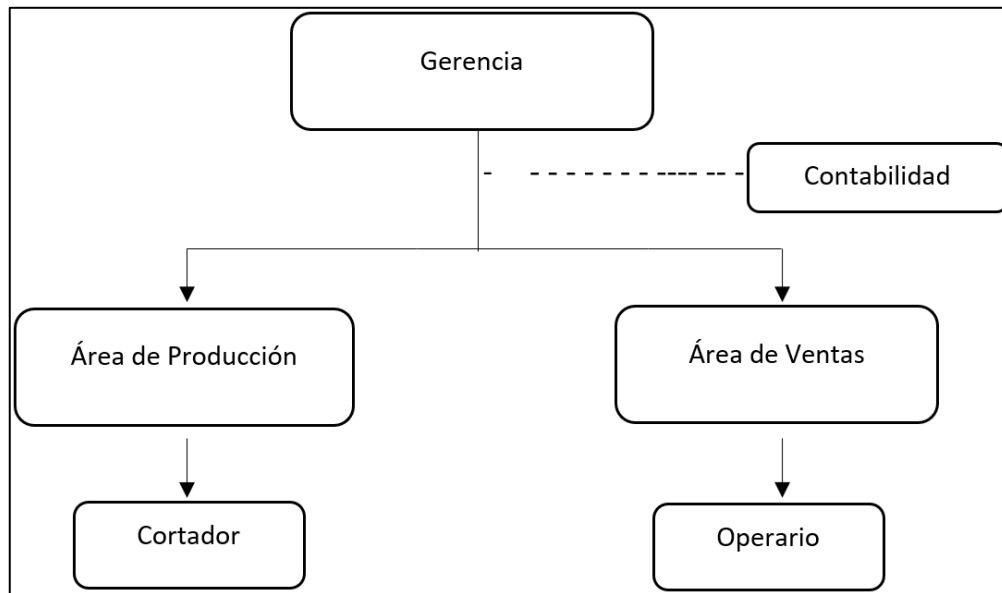 Gerencia
Contabilidad
Área de Producción
Área de Ventas
Cortador
Operario